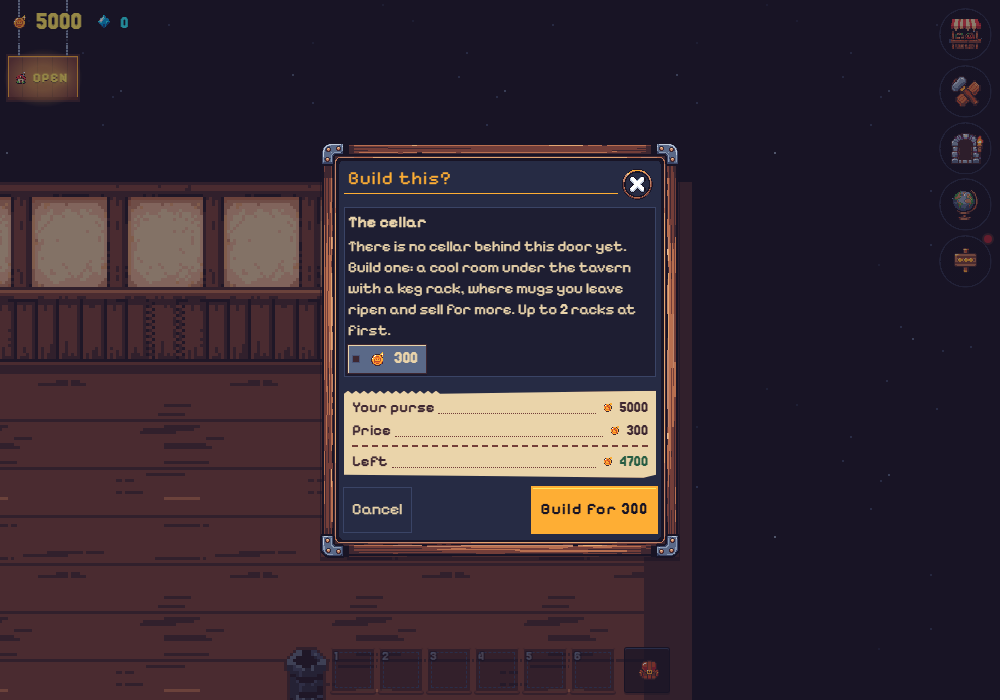 5000 0
OPEN
Build this?
The cellar
There is no cellar behind this door yet.
Build one: a cool room under the tavern
with a keg rack, where mugs you leave
ripen and sell for more. Up to 2 racks at
first.
300
Your purse 5000
Price 300
Left 4700
Cancel
Build for 300
1 2 3 4 5 6